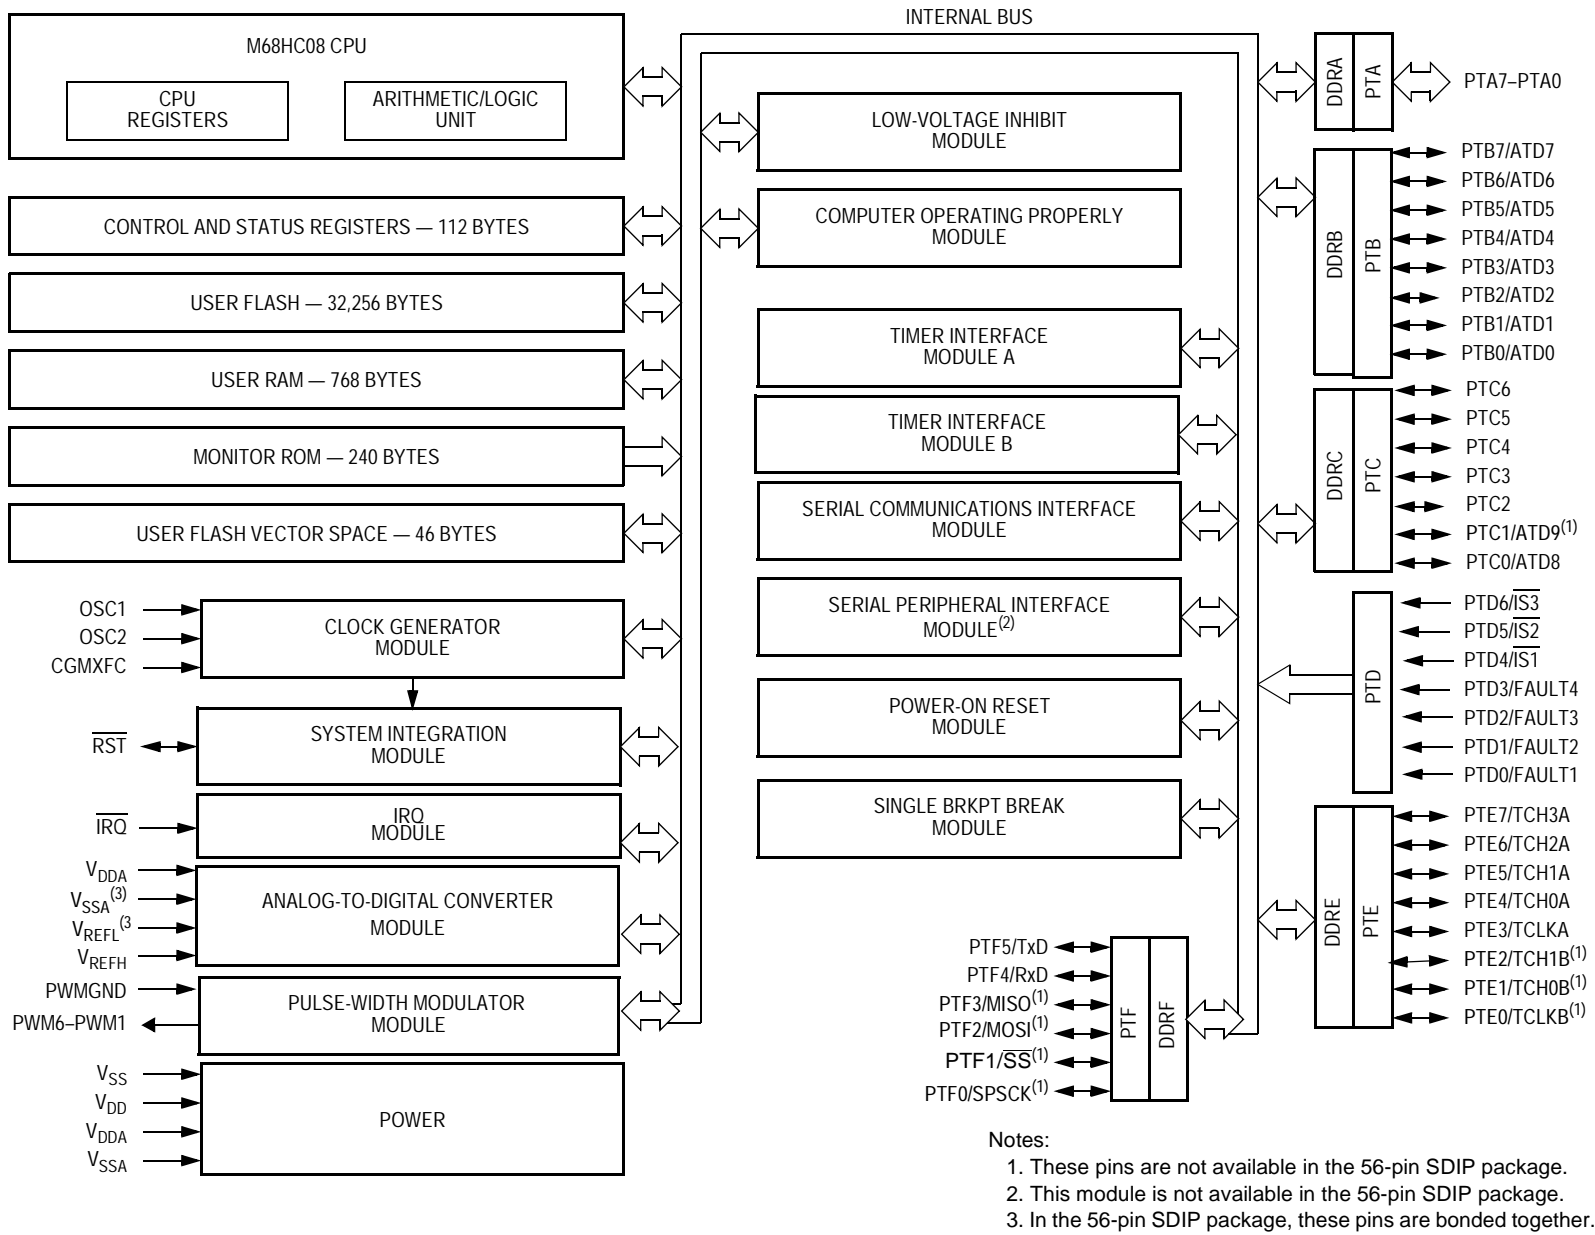 INTERNAL BUS
M68HC08 CPU
CPU
REGISTERS
ARITHMETIC/LOGIC
UNIT
CONTROL AND STATUS REGISTERS — 112 BYTES
USER FLASH — 32,256 BYTES
USER RAM — 768 BYTES
MONITOR ROM — 240 BYTES
USER FLASH VECTOR SPACE — 46 BYTES
OSC1
OSC2
CGMXFC
CLOCK GENERATOR
MODULE
R̅S̅T̅
SYSTEM INTEGRATION
MODULE
I̅R̅Q̅
IRQ
MODULE
VDDA
VSSA(3)
VREFL(3
VREFH
ANALOG-TO-DIGITAL CONVERTER
MODULE
PWMGND
PWM6–PWM1
PULSE-WIDTH MODULATOR
MODULE
VSS
VDD
VDDA
VSSA
POWER
LOW-VOLTAGE INHIBIT
MODULE
COMPUTER OPERATING PROPERLY
MODULE
TIMER INTERFACE
MODULE A
TIMER INTERFACE
MODULE B
SERIAL COMMUNICATIONS INTERFACE
MODULE
SERIAL PERIPHERAL INTERFACE
MODULE(2)
POWER-ON RESET
MODULE
SINGLE BRKPT BREAK
MODULE
PTF5/TxD
PTF4/RxD
PTF3/MISO(1)
PTF2/MOSI(1)
PTF1/S̅S̅(1)
PTF0/SPSCK(1)
PTF
DDRF
DDRA
PTA
PTA7–PTA0
DDRB
PTB
PTB7/ATD7
PTB6/ATD6
PTB5/ATD5
PTB4/ATD4
PTB3/ATD3
PTB2/ATD2
PTB1/ATD1
PTB0/ATD0
DDRC
PTC
PTC6
PTC5
PTC4
PTC3
PTC2
PTC1/ATD9(1)
PTC0/ATD8
PTD
PTD6/I̅S̅3̅
PTD5/I̅S̅2̅
PTD4/I̅S̅1̅
PTD3/FAULT4
PTD2/FAULT3
PTD1/FAULT2
PTD0/FAULT1
DDRE
PTE
PTE7/TCH3A
PTE6/TCH2A
PTE5/TCH1A
PTE4/TCH0A
PTE3/TCLKA
PTE2/TCH1B(1)
PTE1/TCH0B(1)
PTE0/TCLKB(1)
Notes:
1. These pins are not available in the 56-pin SDIP package.
2. This module is not available in the 56-pin SDIP package.
3. In the 56-pin SDIP package, these pins are bonded together.